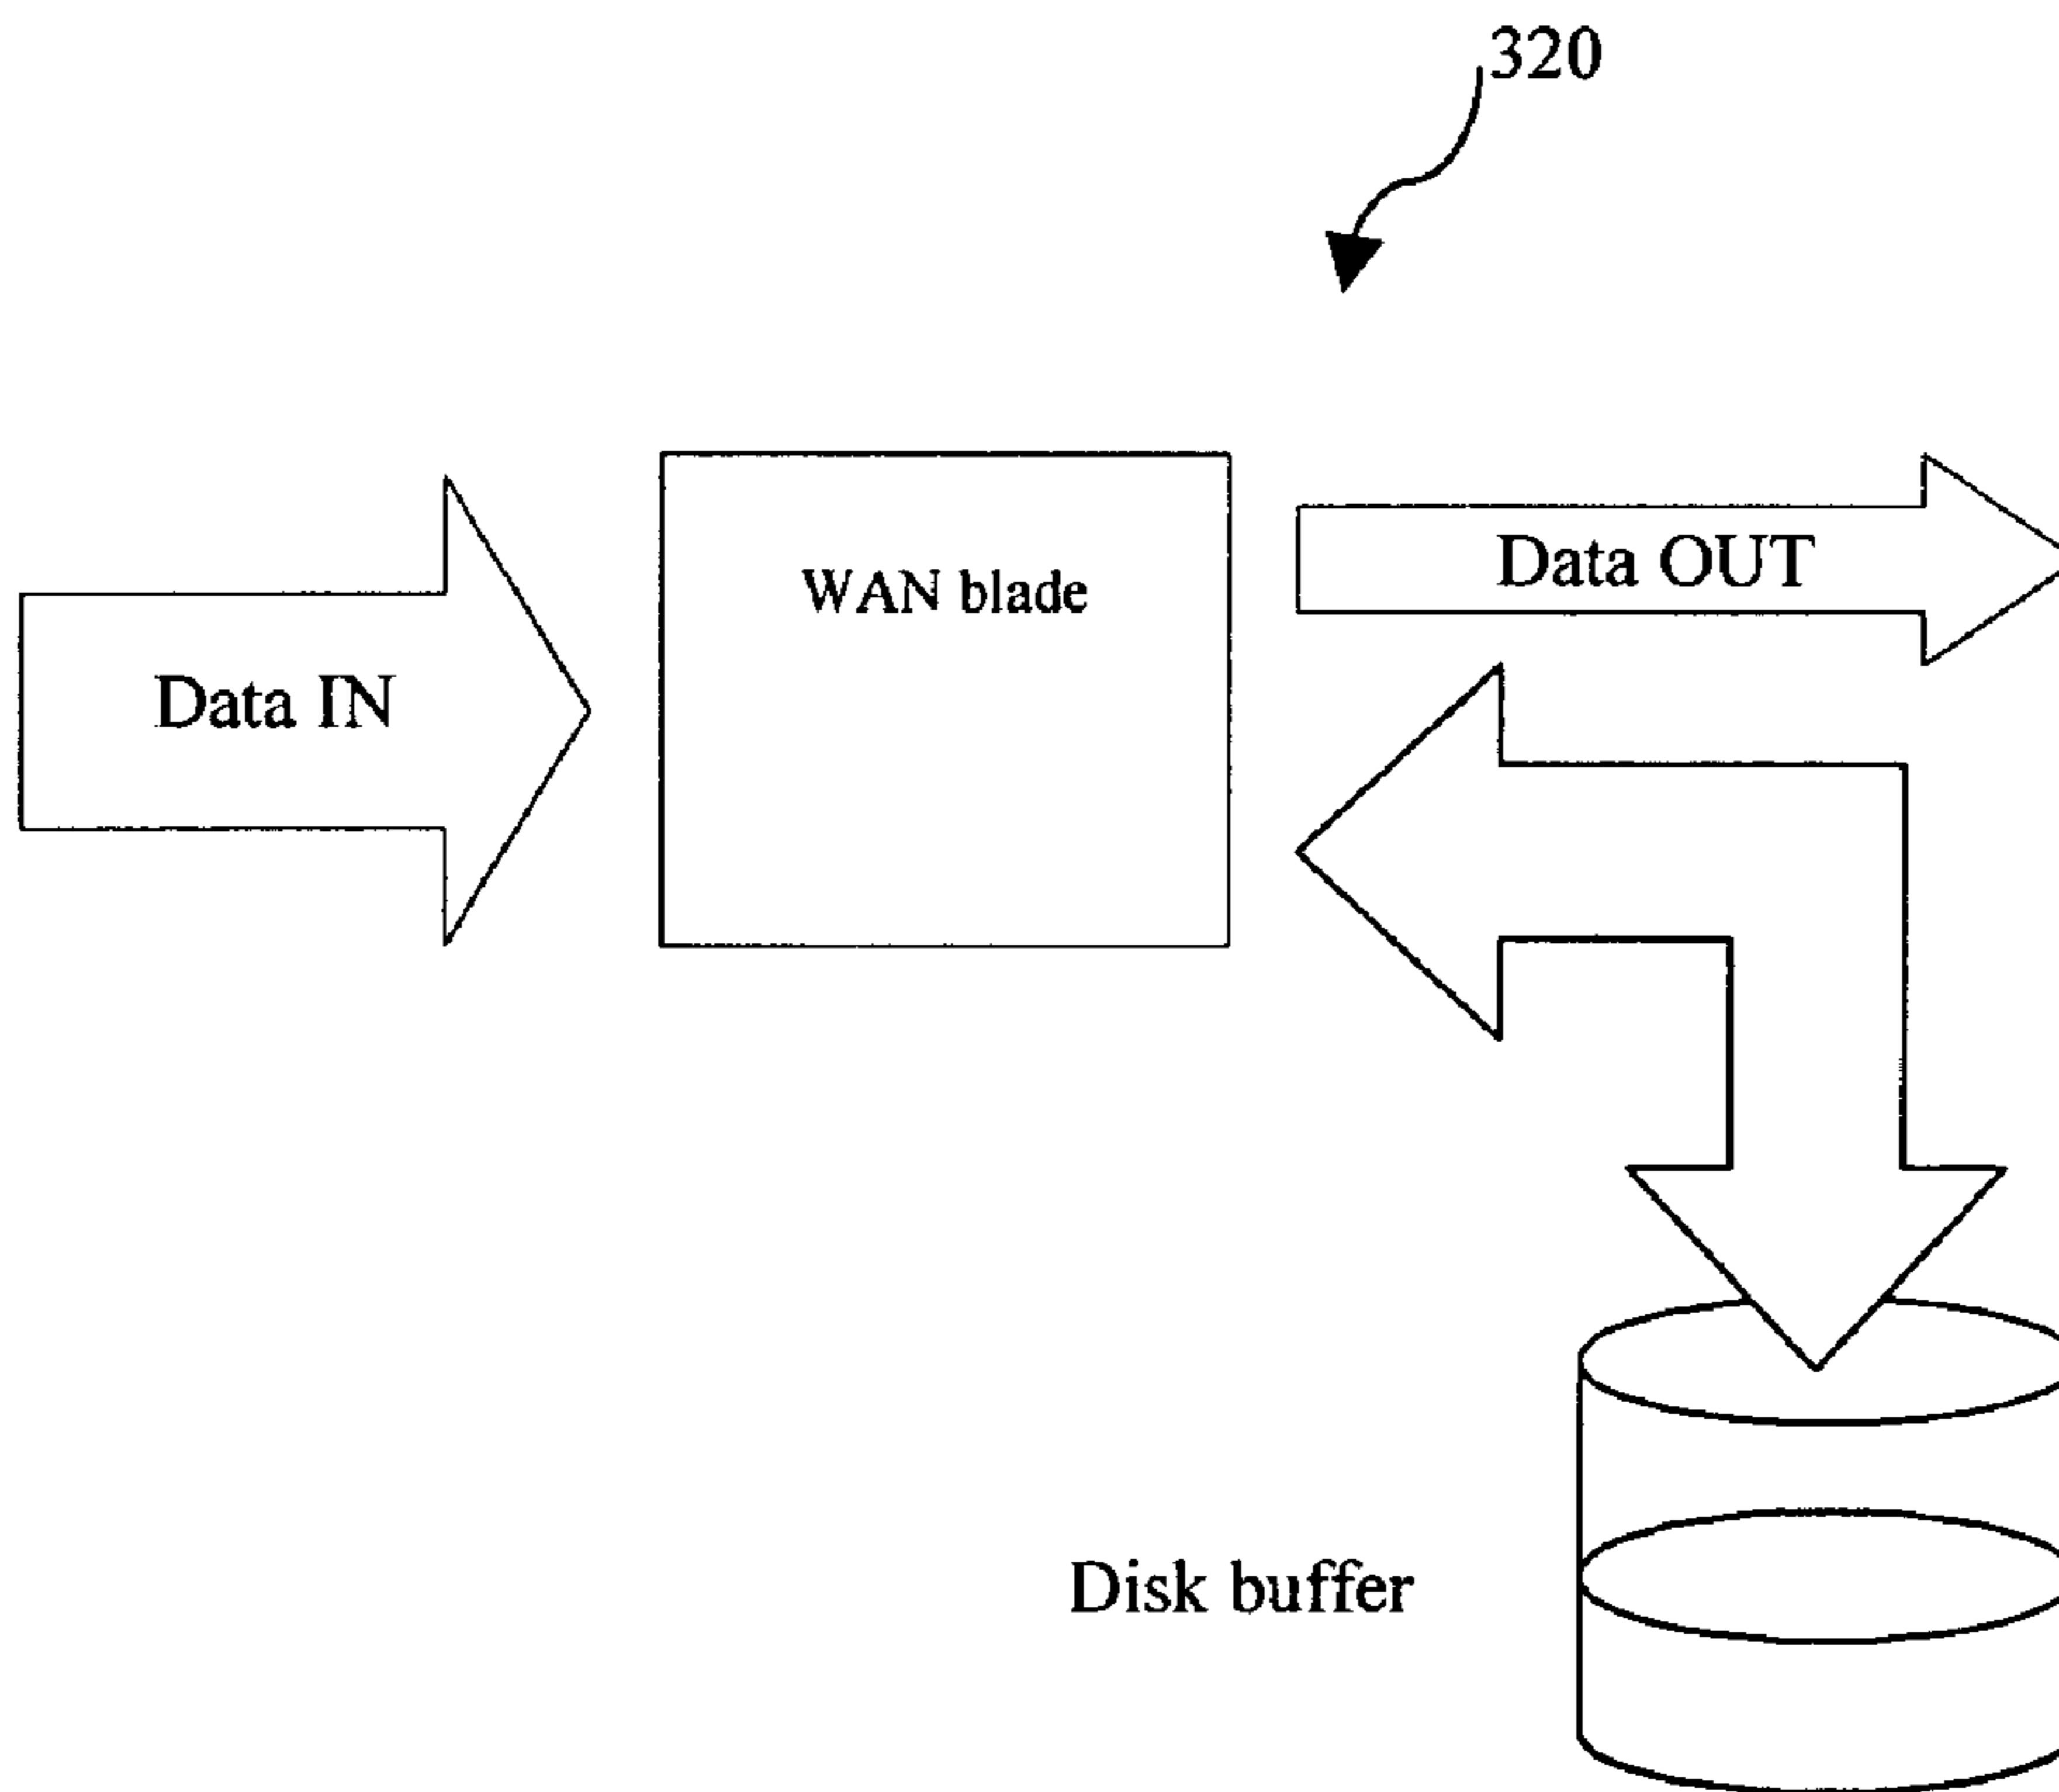 320
WAN blade
Data OUT
Data IN
Disk buffer